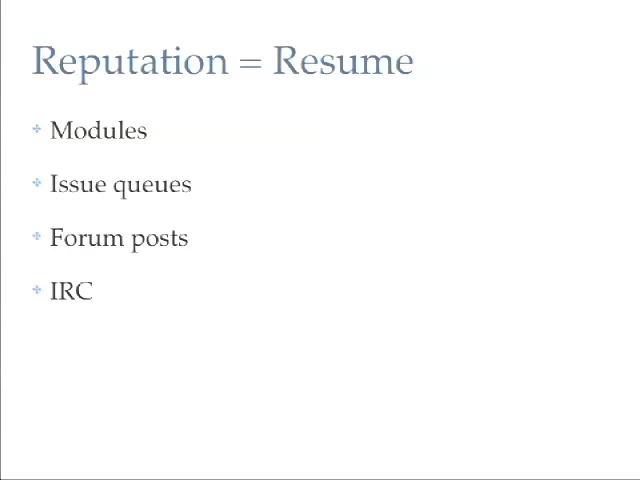 Reputation = Resume
Modules
Issue queues
Forum posts
IRC